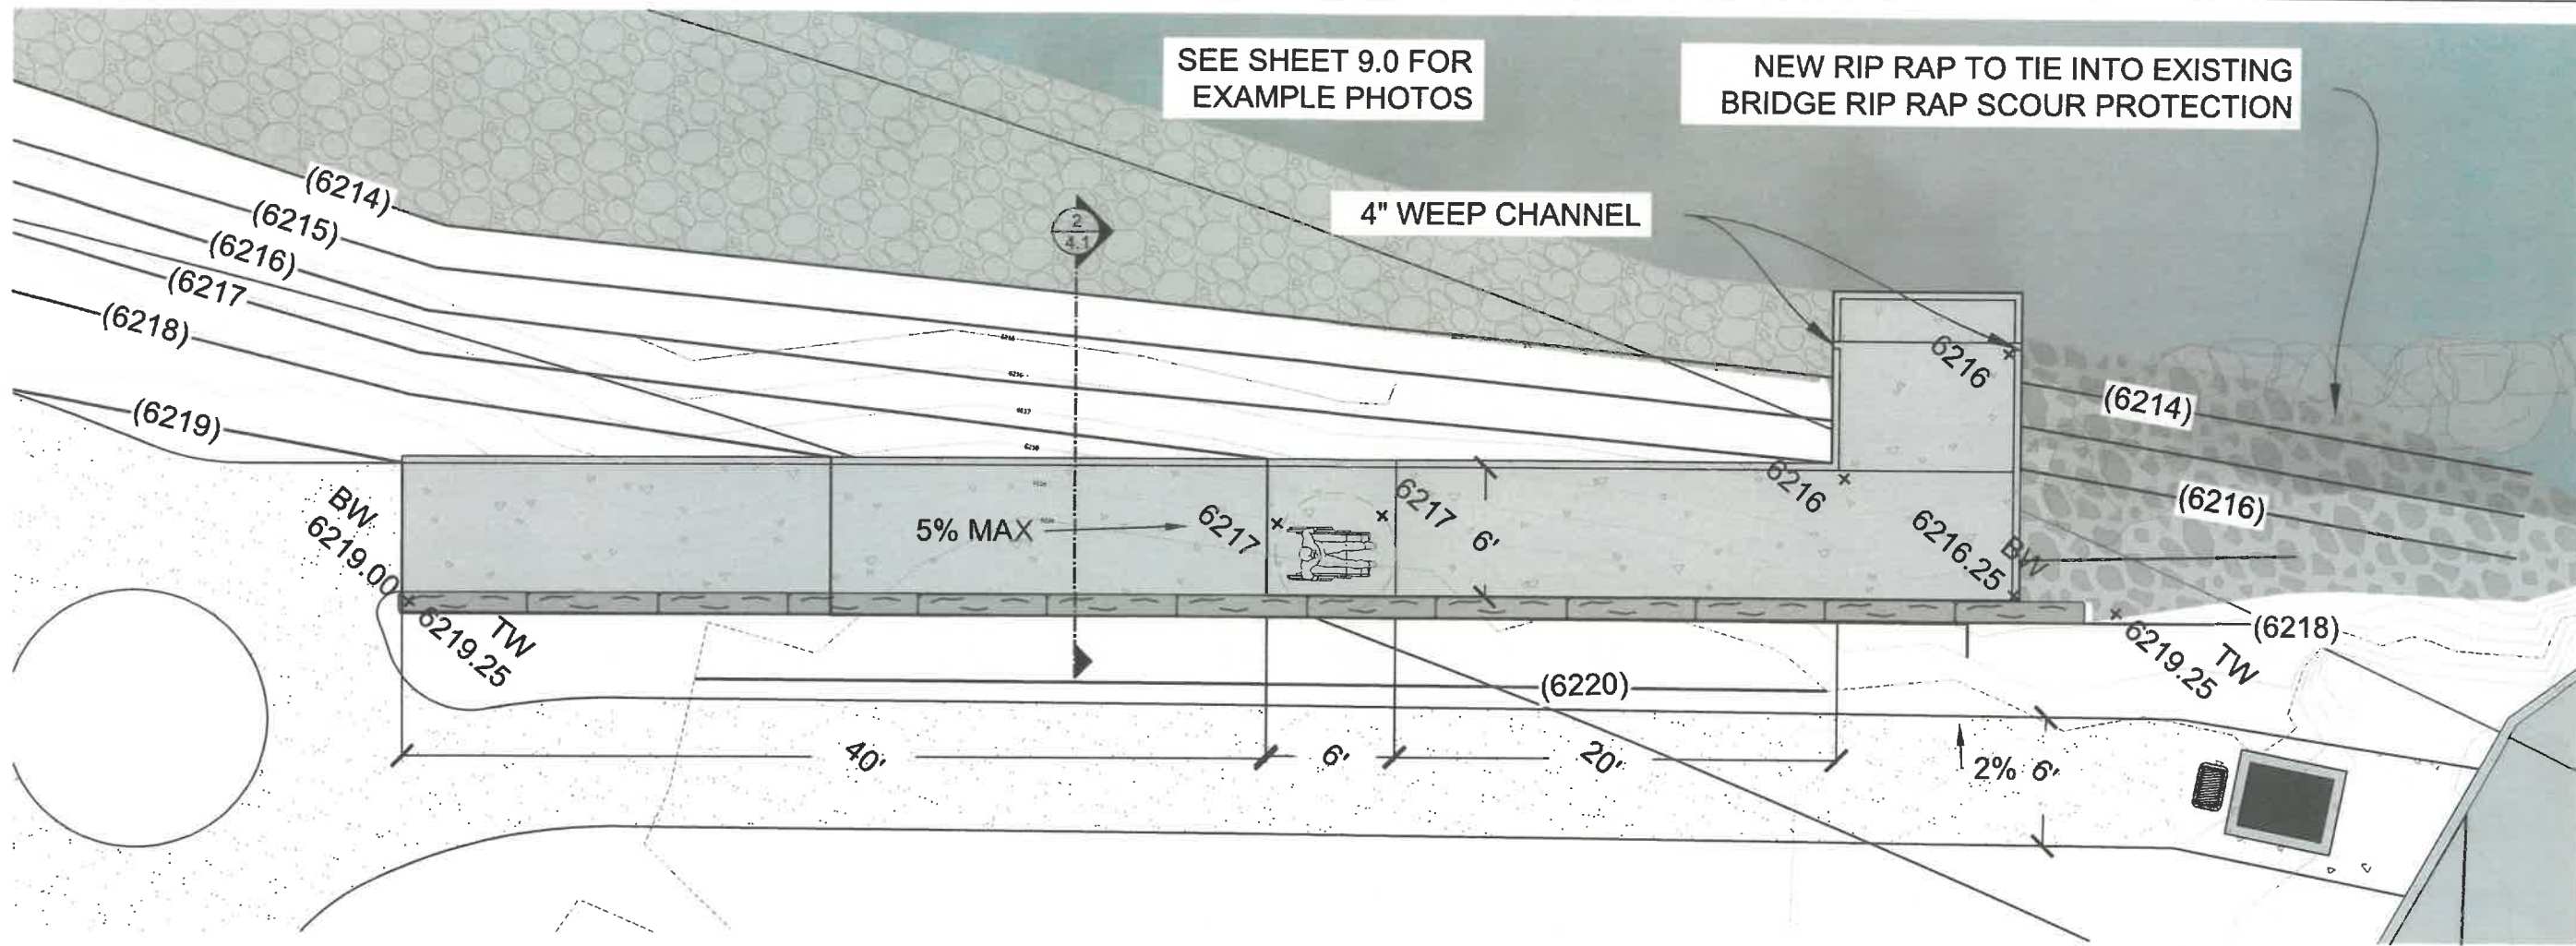 SEE SHEET 9.0 FOR
EXAMPLE PHOTOS
NEW RIP RAP TO TIE INTO EXISTING
BRIDGE RIP RAP SCOUR PROTECTION
4" WEEP CHANNEL
(6214)
(6215)
(6216)
(6217
(6218)
(6219)
2
4.1
6216
6217
6216
(6214)
(6216)
BW
6219.00
5% MAX
6217
6217
6'
6216
6216.25
BW
TW
6219.25
(6218)
TW
6219.25
(6220)
40'
6'
20'
2%
6'